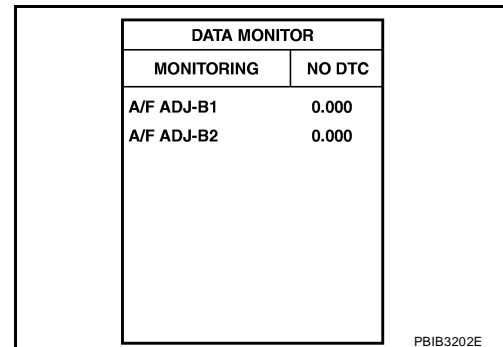 DATA MONITOR
MONITORING NO DTC
A/F ADJ-B1 0.000
A/F ADJ-B2 0.000
PBIB3202E